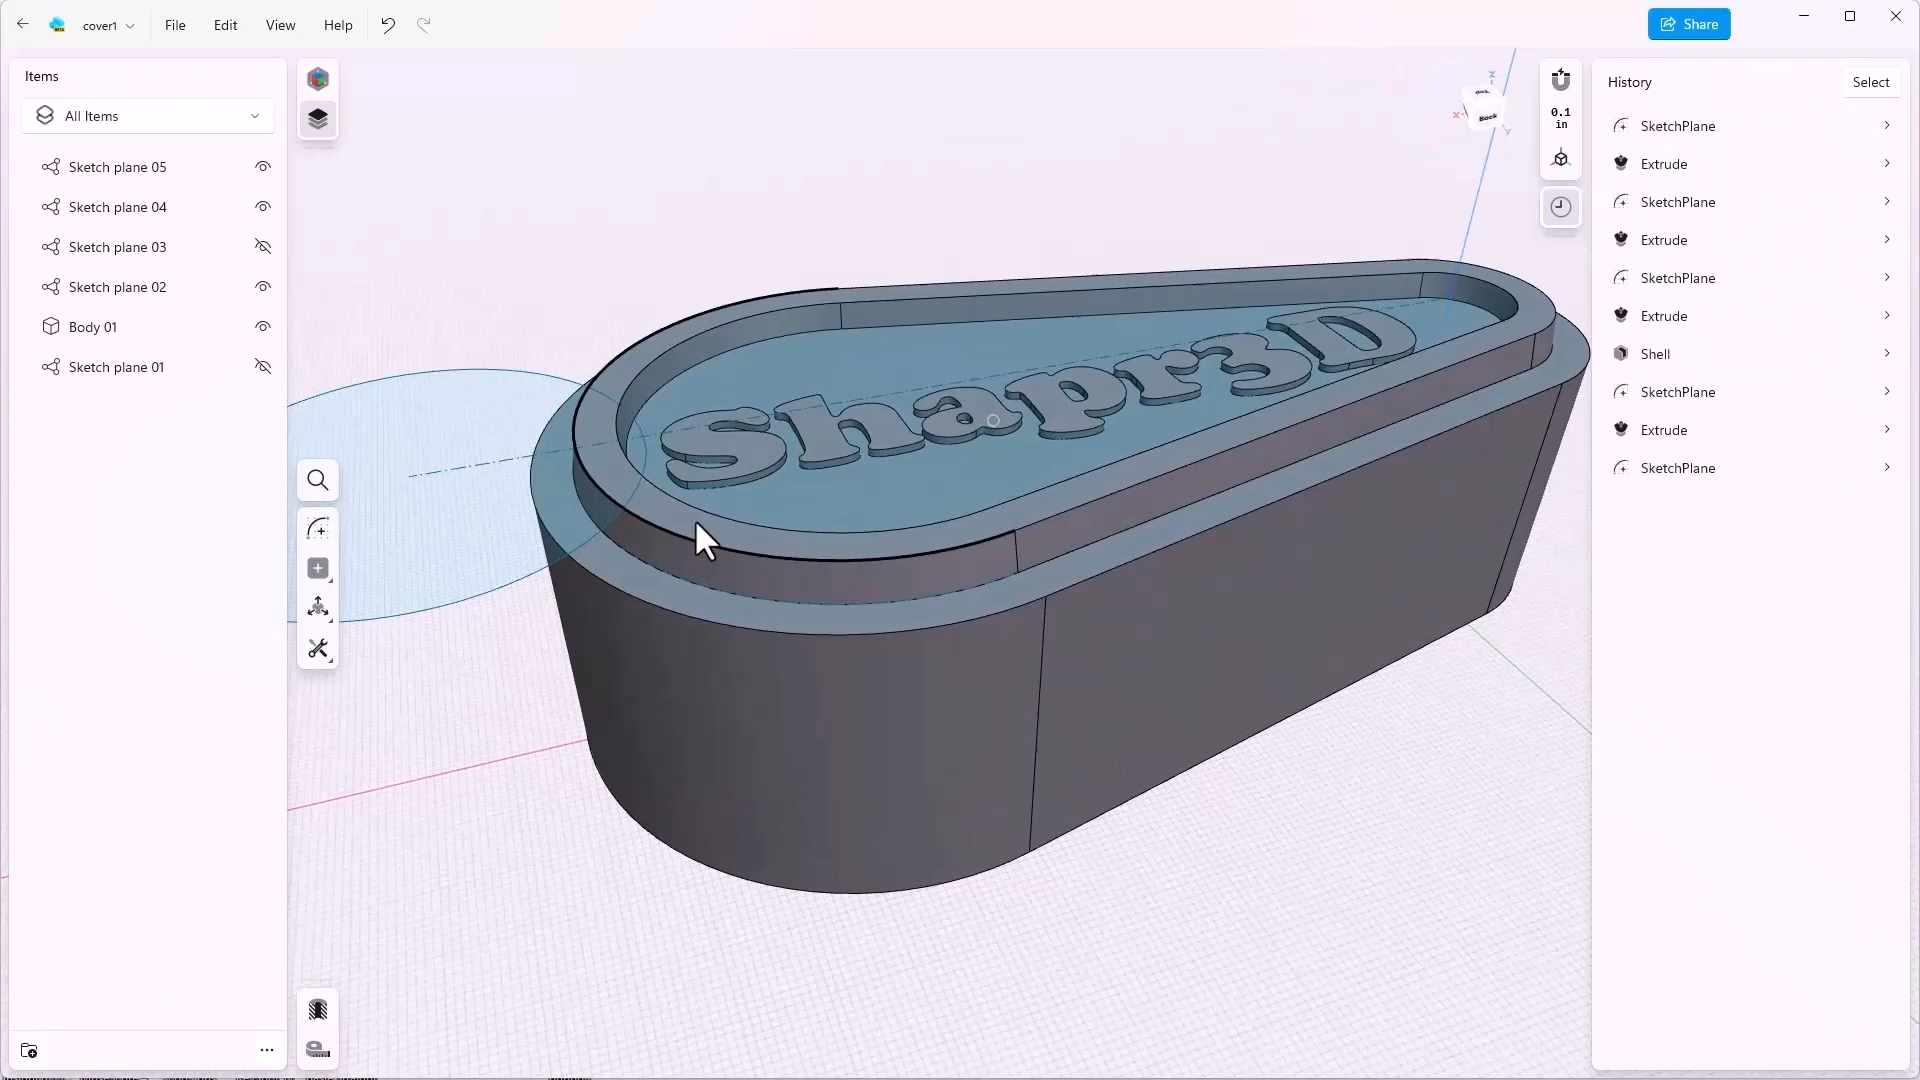 cover1 File Edit View Help Share
Items
All Items
Sketch plane 05
Sketch plane 04
Sketch plane 03
Sketch plane 02
Body 01
Sketch plane 01
Z
Top
X Back
Y
0.1
in
Shapr3D
History Select
SketchPlane
Extrude
SketchPlane
Extrude
SketchPlane
Extrude
Shell
SketchPlane
Extrude
SketchPlane